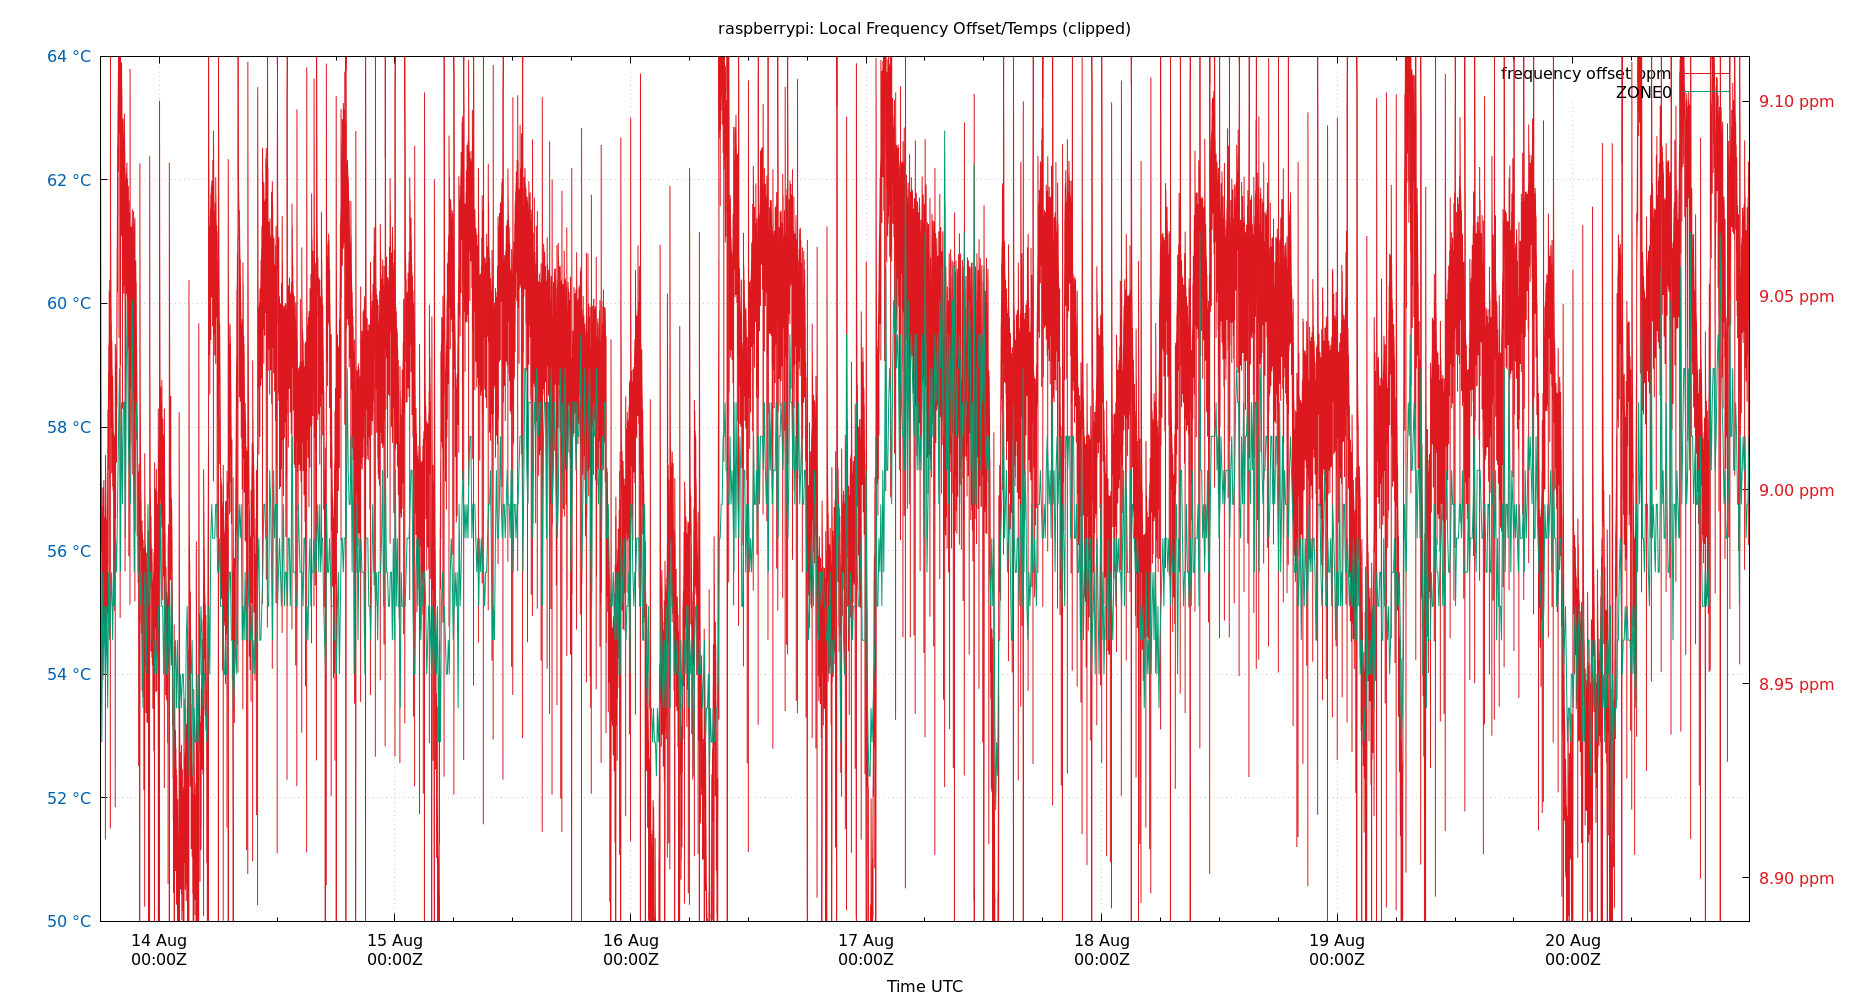 raspberrypi: Local Frequency Offset/Temps (clipped)
64 °C
62 °C
60 °C
58 °C
56 °C
54 °C
52 °C
50 °C
frequency offset ppm
ZONE0
9.10 ppm
9.05 ppm
9.00 ppm
8.95 ppm
8.90 ppm
14 Aug
00:00Z
15 Aug
00:00Z
16 Aug
00:00Z
17 Aug
00:00Z
18 Aug
00:00Z
19 Aug
00:00Z
20 Aug
00:00Z
Time UTC